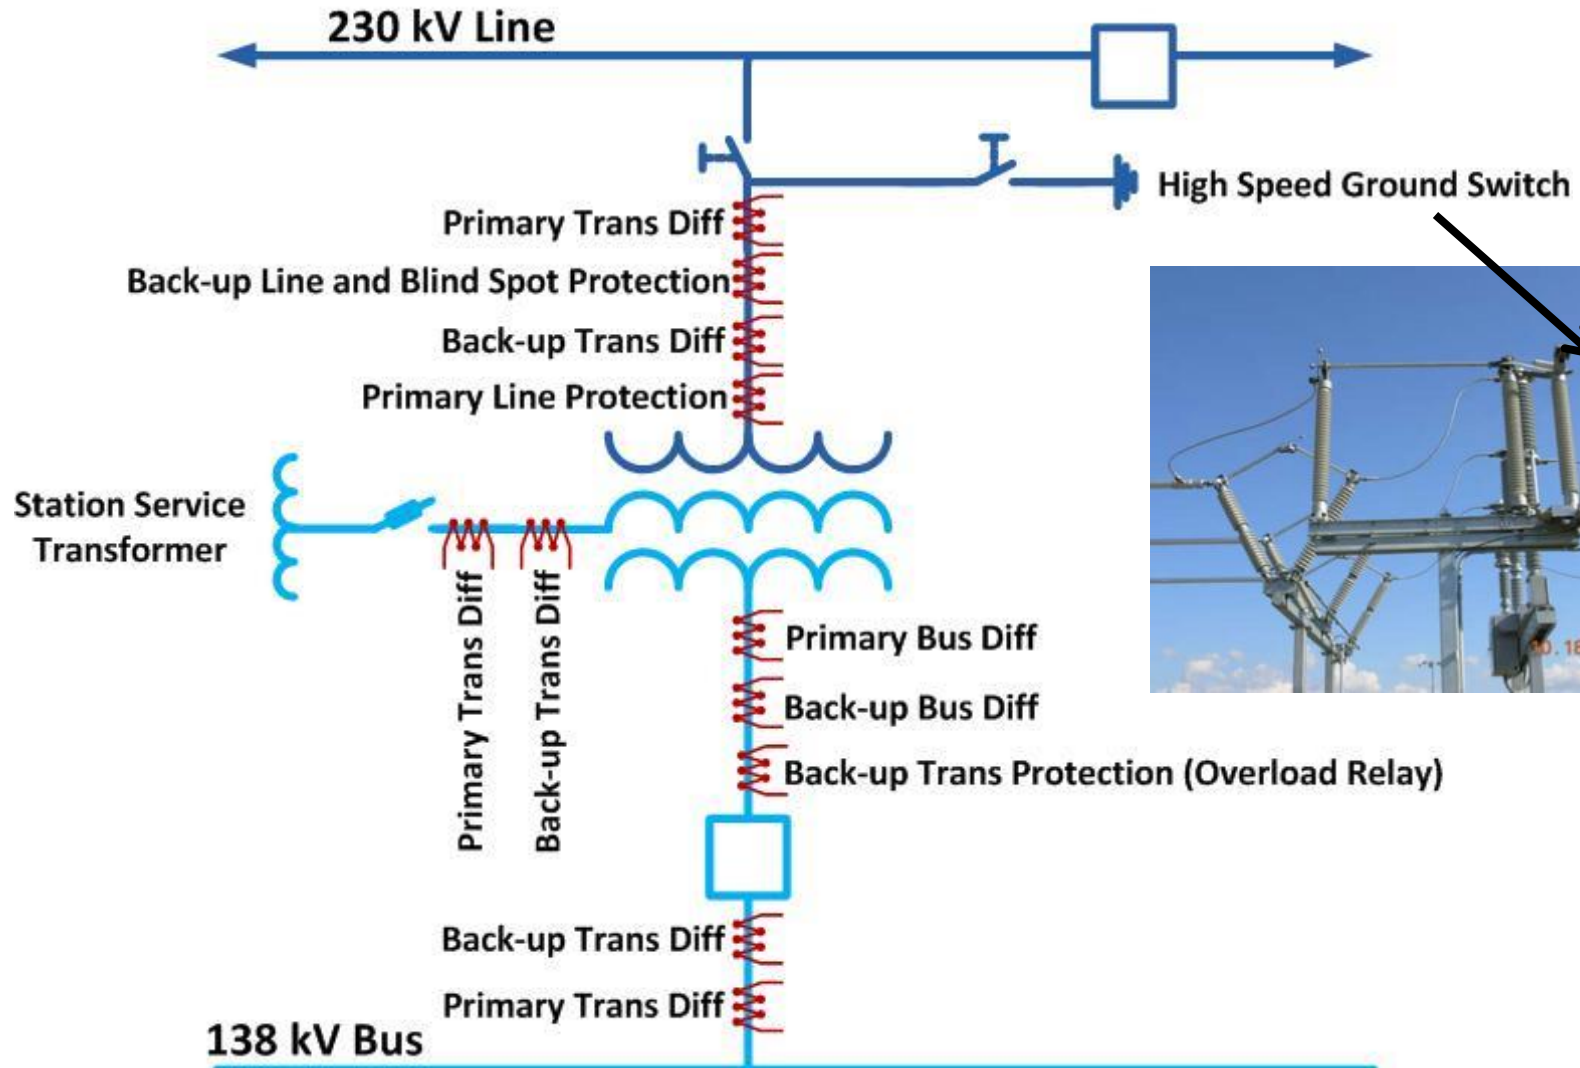 230 kV Line
High Speed Ground Switch
Primary Trans Diff
Back-up Line and Blind Spot Protection
Back-up Trans Diff
Primary Line Protection
Station Service
Transformer
Primary Trans Diff
Back-up Trans Diff
Primary Bus Diff
Back-up Bus Diff
Back-up Trans Protection (Overload Relay)
Back-up Trans Diff
Primary Trans Diff
138 kV Bus